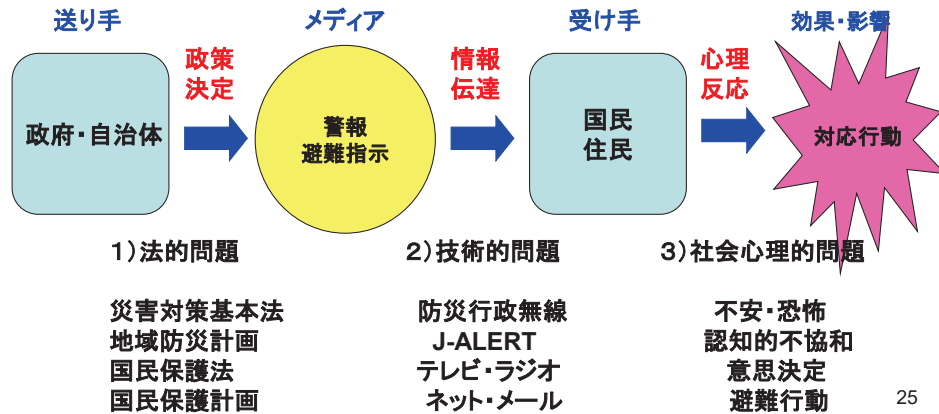 送り手
メディア
受け手
効果・影響
政策
決定
情報
伝達
心理
反応
政府・自治体
警報
避難指示
国民
住民
対応行動
1)法的問題
2)技術的問題
3)社会心理的問題
災害対策基本法
地域防災計画
国民保護法
国民保護計画
防災行政無線
J-ALERT
テレビ・ラジオ
ネット・メール
不安・恐怖
認知的不協和
意思決定
避難行動
25